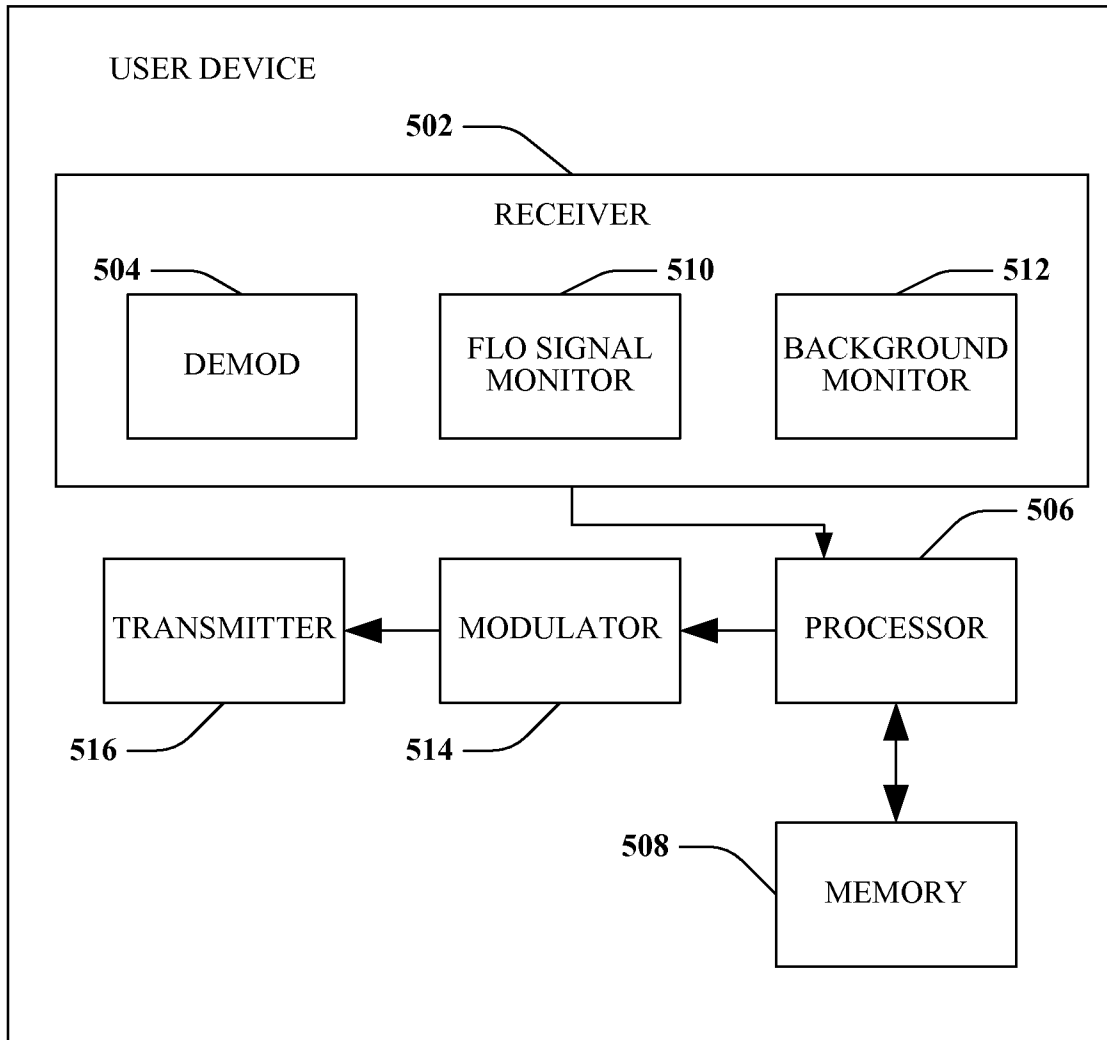 USER DEVICE
502
RECEIVER
504
510
512
DEMOD
FLO SIGNAL
MONITOR
BACKGROUND
MONITOR
506
TRANSMITTER
MODULATOR
PROCESSOR
516
514
508
MEMORY